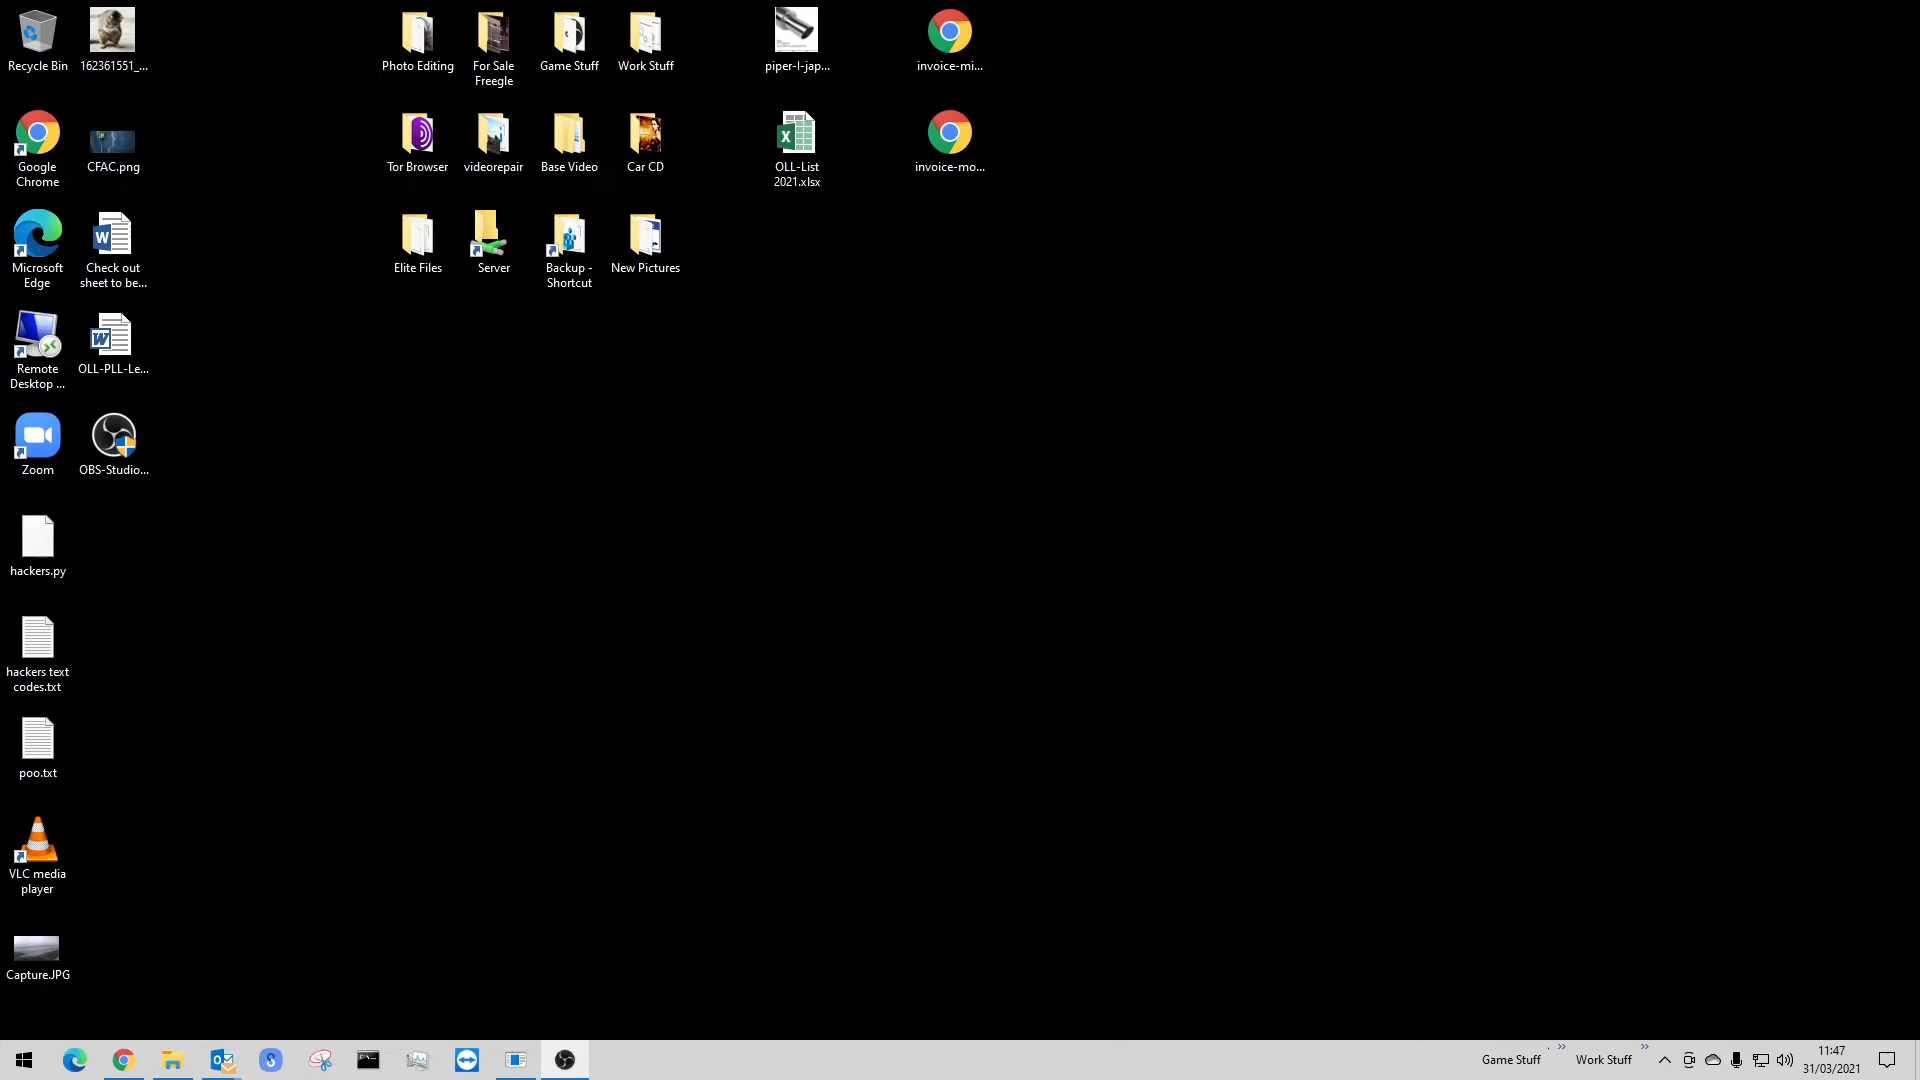 Recycle Bin
162361551_...
Photo Editing
For Sale
Freegle
Game Stuff
Work Stuff
piper-l-jap...
invoice-mi...
Google
Chrome
CFAC.png
Tor Browser
videorepair
Base Video
Car CD
OLL-List
2021.xlsx
invoice-mo...
Microsoft
Edge
Check out
sheet to be...
Elite Files
Server
Backup -
Shortcut
New Pictures
Remote
Desktop ...
OLL-PLL-Le...
Zoom
OBS-Studio...
hackers.py
hackers text
codes.txt
poo.txt
VLC media
player
Capture.JPG
Game Stuff
Work Stuff
11:47
31/03/2021